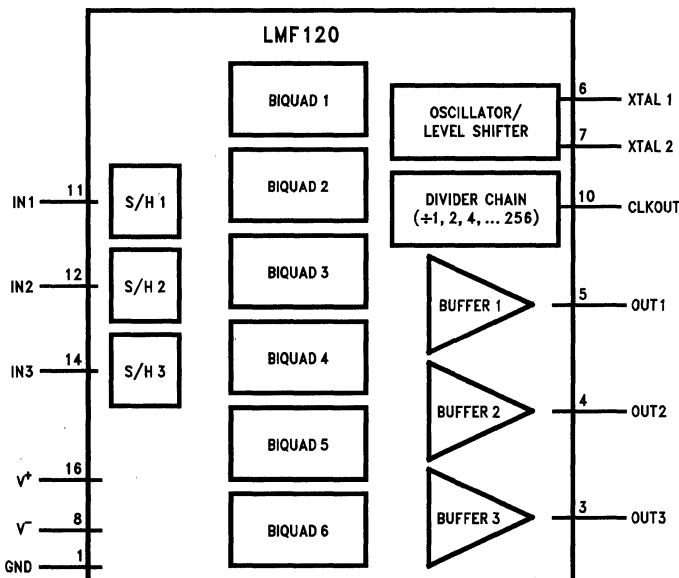 LMF120
BIQUAD 1
BIQUAD 2
BIQUAD 3
BIQUAD 4
BIQUAD 5
BIQUAD 6
OSCILLATOR/
LEVEL SHIFTER
6 XTAL 1
7 XTAL 2
DIVIDER CHAIN
(÷1, 2, 4, ... 256)
10 CLKOUT
IN1 11 S/H 1
IN2 12 S/H 2
IN3 14 S/H 3
BUFFER 1 5 OUT1
BUFFER 2 4 OUT2
BUFFER 3 3 OUT3
V+ 16
V− 8
GND 1